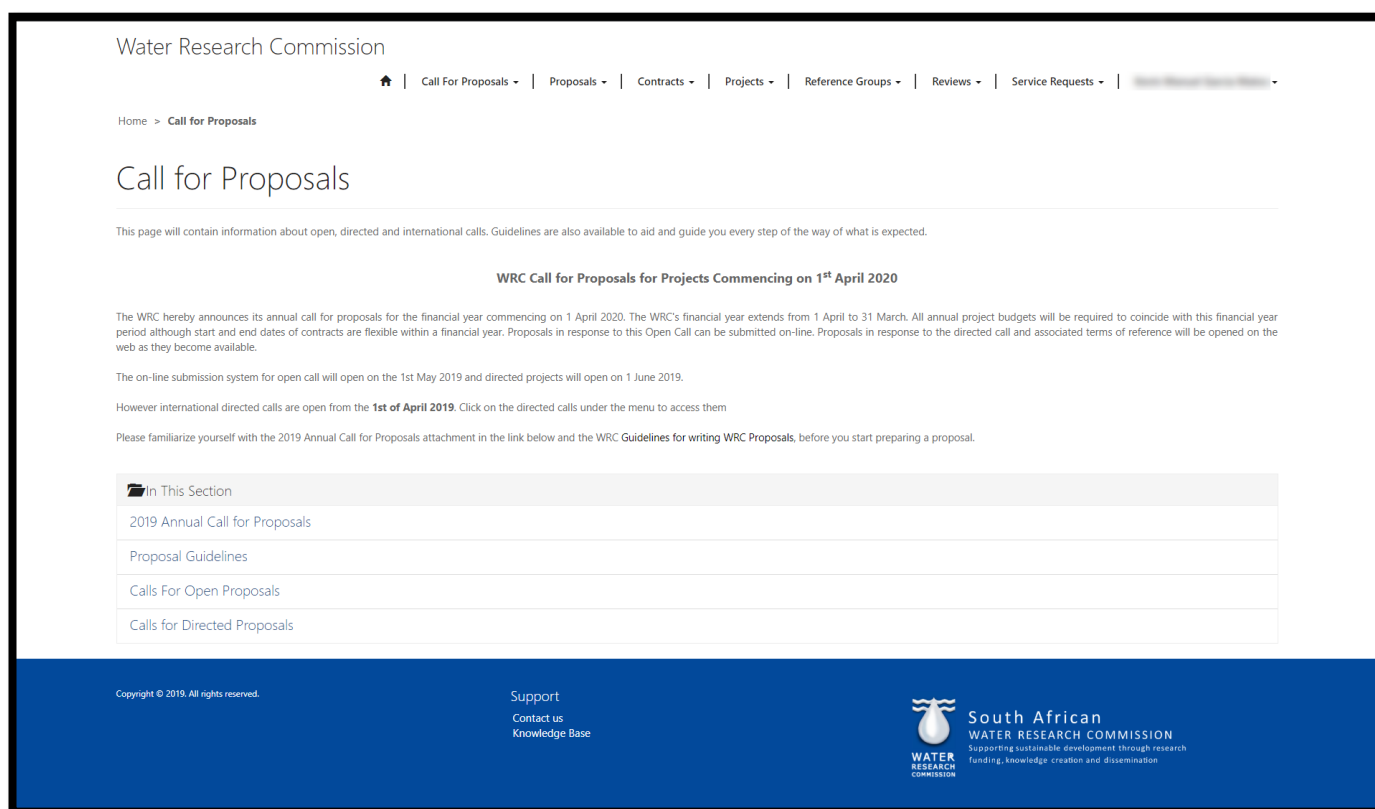 Water Research Commission
Call For Proposals
Proposals
Contracts
Projects
Reference Groups
Reviews
Service Requests
Home > Call for Proposals
Call for Proposals
This page will contain information about open, directed and international calls. Guidelines are also available to aid and guide you every step of the way of what is expected.
WRC Call for Proposals for Projects Commencing on 1st April 2020
The WRC hereby announces its annual call for proposals for the financial year commencing on 1 April 2020. The WRC's financial year extends from 1 April to 31 March. All annual project budgets will be required to coincide with this financial year
period although start and end dates of contracts are flexible within a financial year. Proposals in response to this Open Call can be submitted on-line. Proposals in response to the directed call and associated terms of reference will be opened on the
web as they become available.
The on-line submission system for open call will open on the 1st May 2019 and directed projects will open on 1 June 2019.
However international directed calls are open from the 1st of April 2019. Click on the directed calls under the menu to access them
Please familiarize yourself with the 2019 Annual Call for Proposals attachment in the link below and the WRC Guidelines for writing WRC Proposals, before you start preparing a proposal.
In This Section
2019 Annual Call for Proposals
Proposal Guidelines
Calls For Open Proposals
Calls for Directed Proposals
Copyright © 2019. All rights reserved.
Support
Contact us
Knowledge Base
WATER
RESEARCH
COMMISSION
South African
WATER RESEARCH COMMISSION
Supporting sustainable development through research
funding, knowledge creation and dissemination